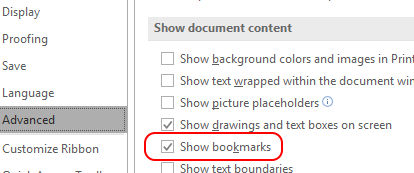 Display
Proofing
Save
Language
Advanced
Customize Ribbon
Show document content
Show background colors and images in Print
Show text wrapped within the document win
Show picture placeholders
Show drawings and text boxes on screen
Show bookmarks
Show text boundaries